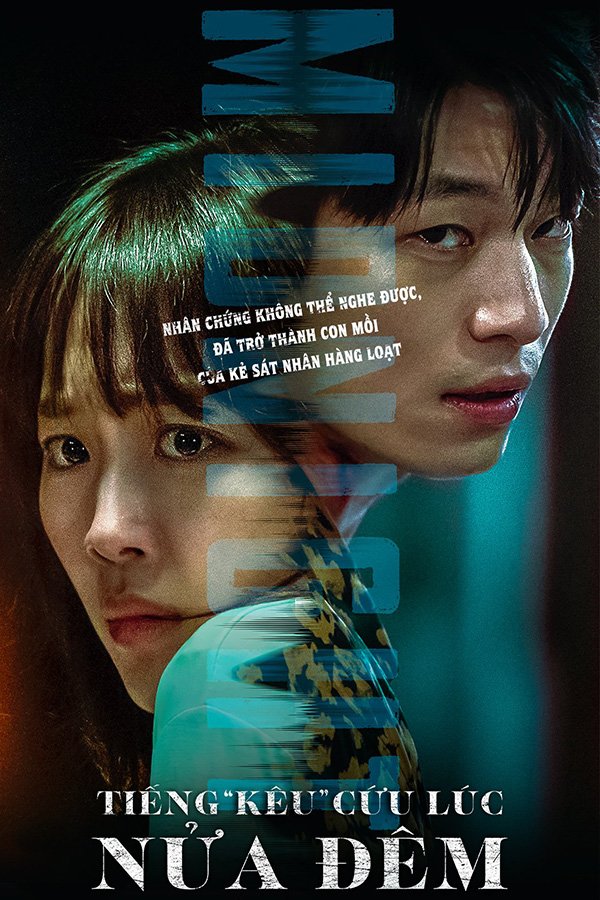 MIDNIGHT
NHÂN CHỨNG KHÔNG THỂ NGHE ĐƯỢC,
ĐÃ TRỞ THÀNH CON MỒI
CỦA KẺ SÁT NHÂN HÀNG LOẠT
TIẾNG "KÊU" CỨU LÚC
NỬA ĐÊM